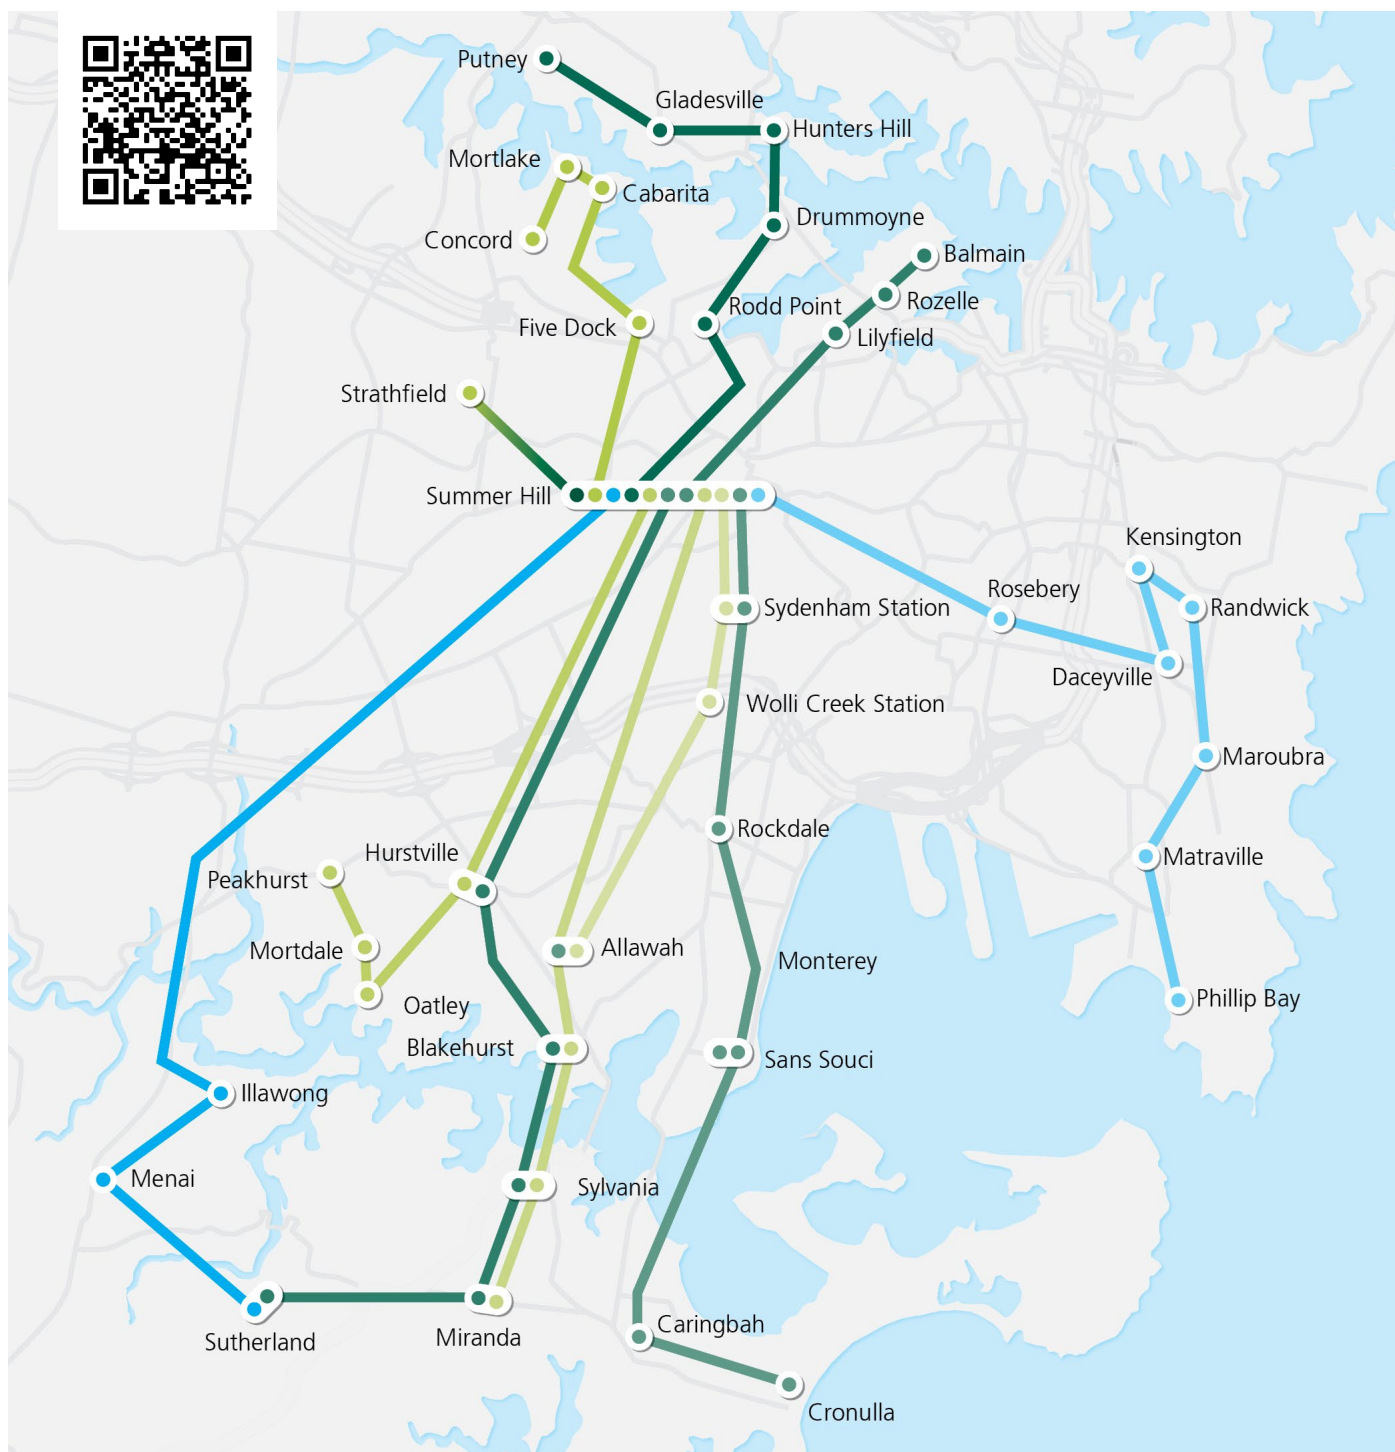 Putney
Gladesville
Hunters Hill
Mortlake
Cabarita
Drummoyne
Concord
Balmain
Rozelle
Rodd Point
Five Dock
Lilyfield
Strathfield
Summer Hill
Kensington
Rosebery
Sydenham Station
Randwick
Daceyville
Wolli Creek Station
Maroubra
Rockdale
Hurstville
Matraville
Peakhurst
Mortdale
Allawah
Monterey
Phillip Bay
Oatley
Blakehurst
Sans Souci
Illawong
Menai
Sylvania
Caringbah
Sutherland
Miranda
Cronulla